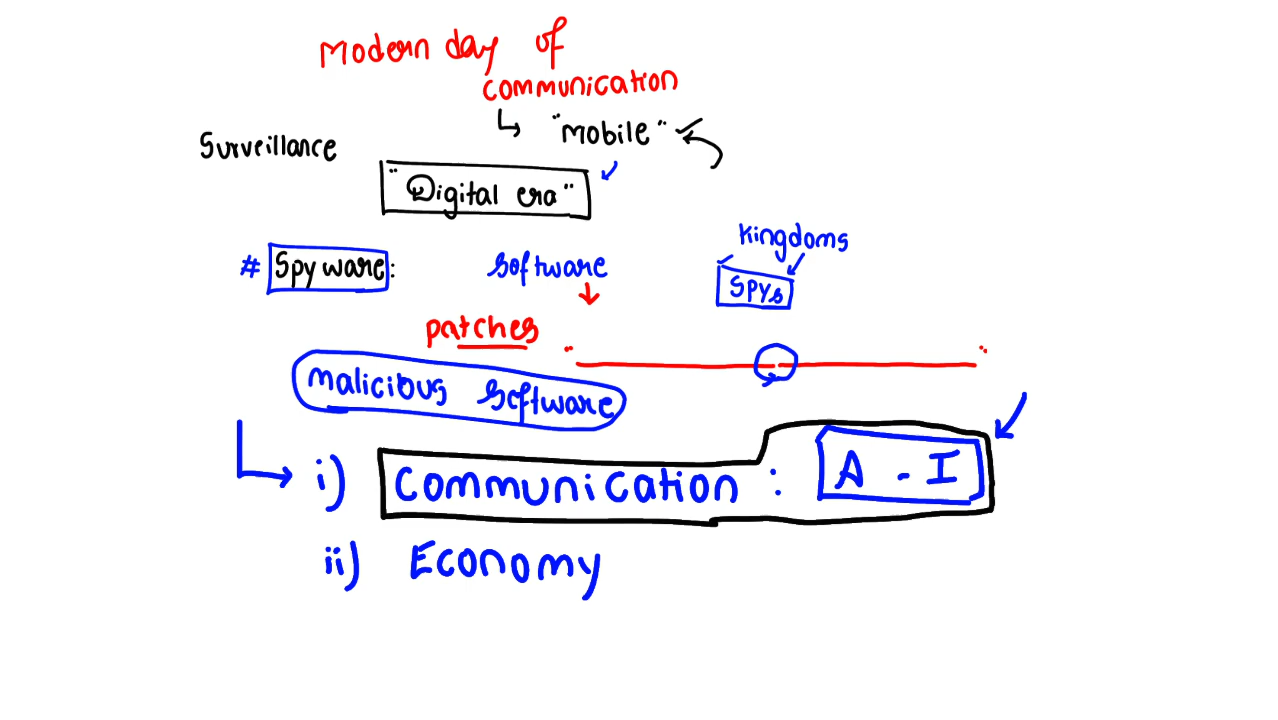 Modern day of
communication
"mobile"
Surveillance
"Digital era"
Kingdoms
# Spyware: software
Spys
patches
malicious software
i) Communication : A - I
ii) Economy